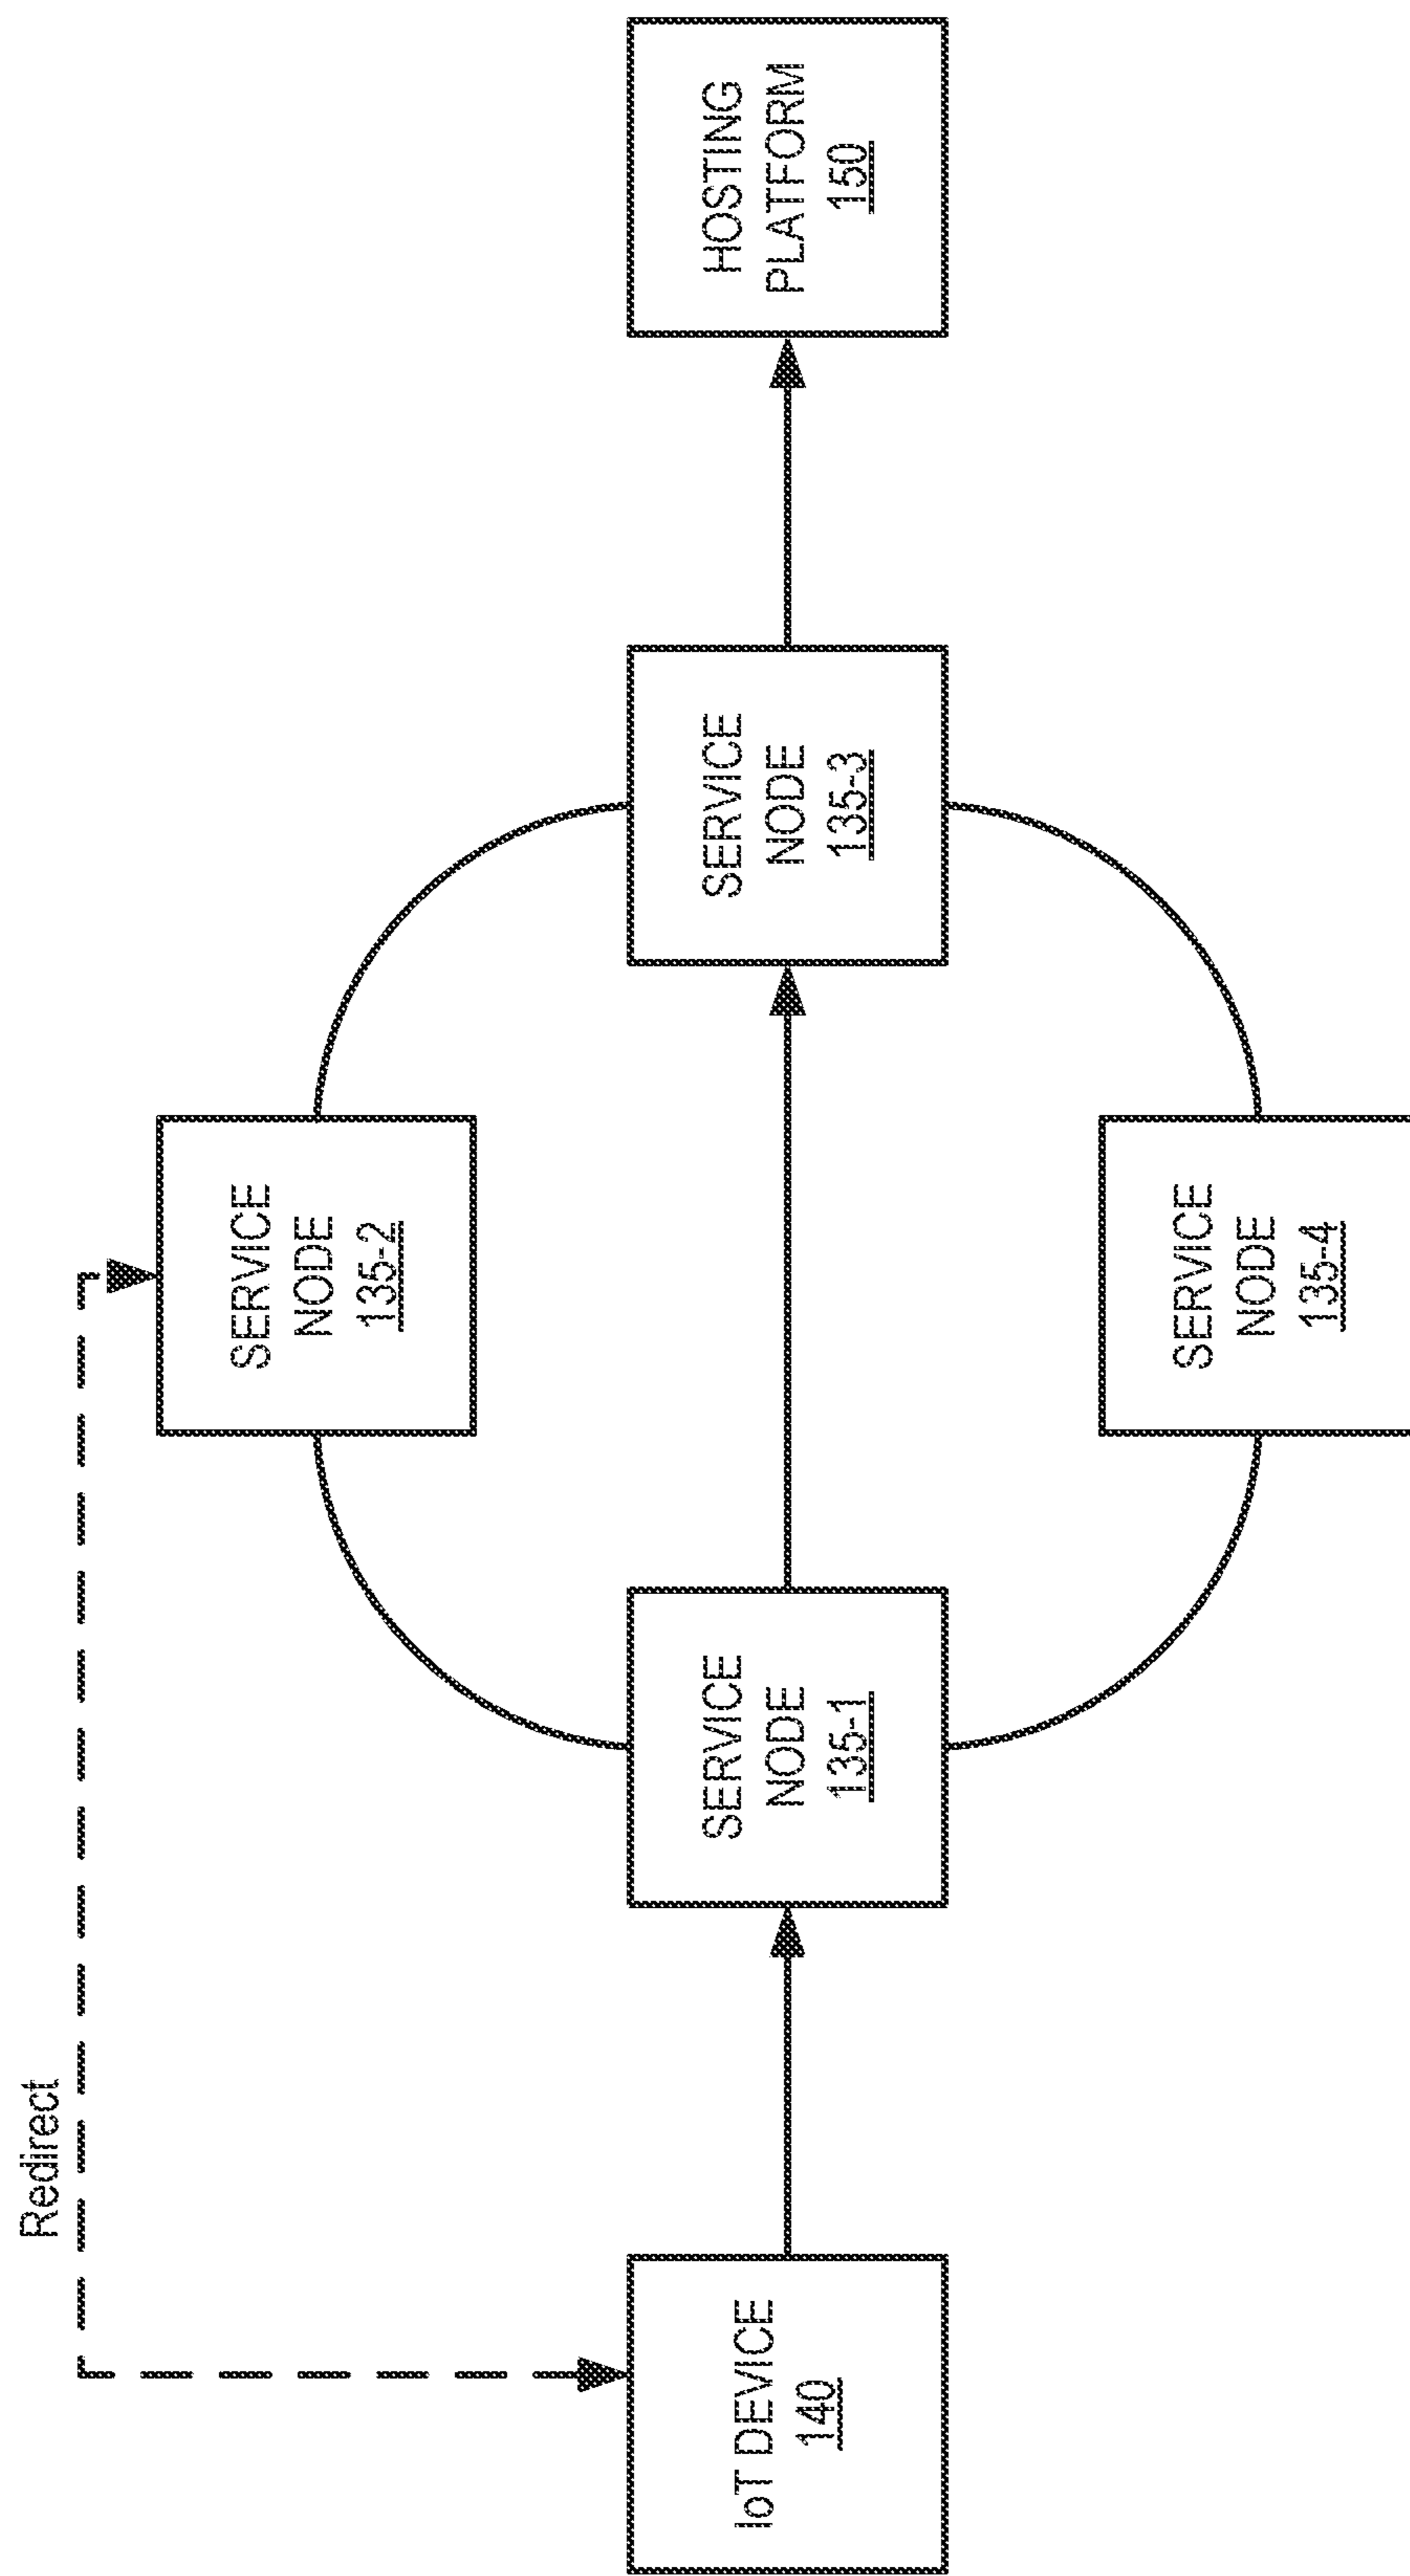 Redirect
IoT DEVICE
140
SERVICE
NODE
135-1
SERVICE
NODE
135-2
SERVICE
NODE
135-3
SERVICE
NODE
135-4
HOSTING
PLATFORM
150